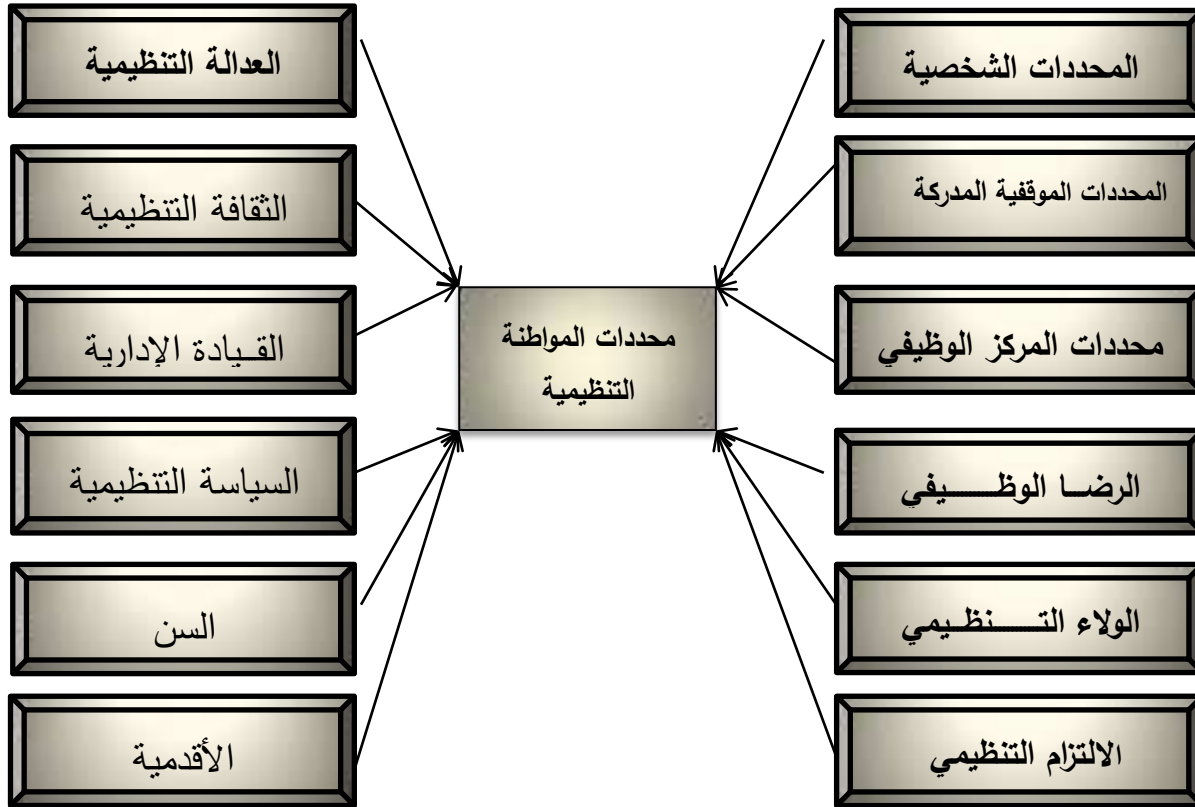 المحددات الشخصية
المحددات الموقفية المدركة
محددات المركز الوظيفي
الرضا الوظيفي
الولاء التنظيمي
الالتزام التنظيمي
محددات المواطنة
التنظيمية
العدالة التنظيمية
الثقافة التنظيمية
القيادة الإدارية
السياسة التنظيمية
السن
الأقدمية